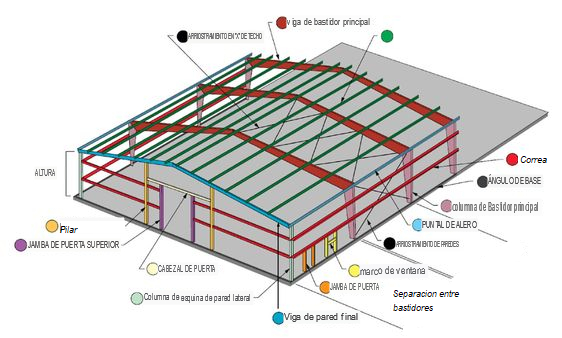 viga de bastidor principal
ARRIOSTRAMIENTO EN "X" DE TECHO
Correa
ALTURA
ÁNGULO DE BASE
columna de Bastidor principal
PUNTAL DE ALERO
Pilar
JAMBA DE PUERTA SUPERIOR
ARRIOSTRAMIENTO DE PAREDES
CABEZAL DE PUERTA
marco de ventana
JAMBA DE PUERTA
Separacion entre
bastidores
Columna de esquina de pared lateral
Viga de pared final